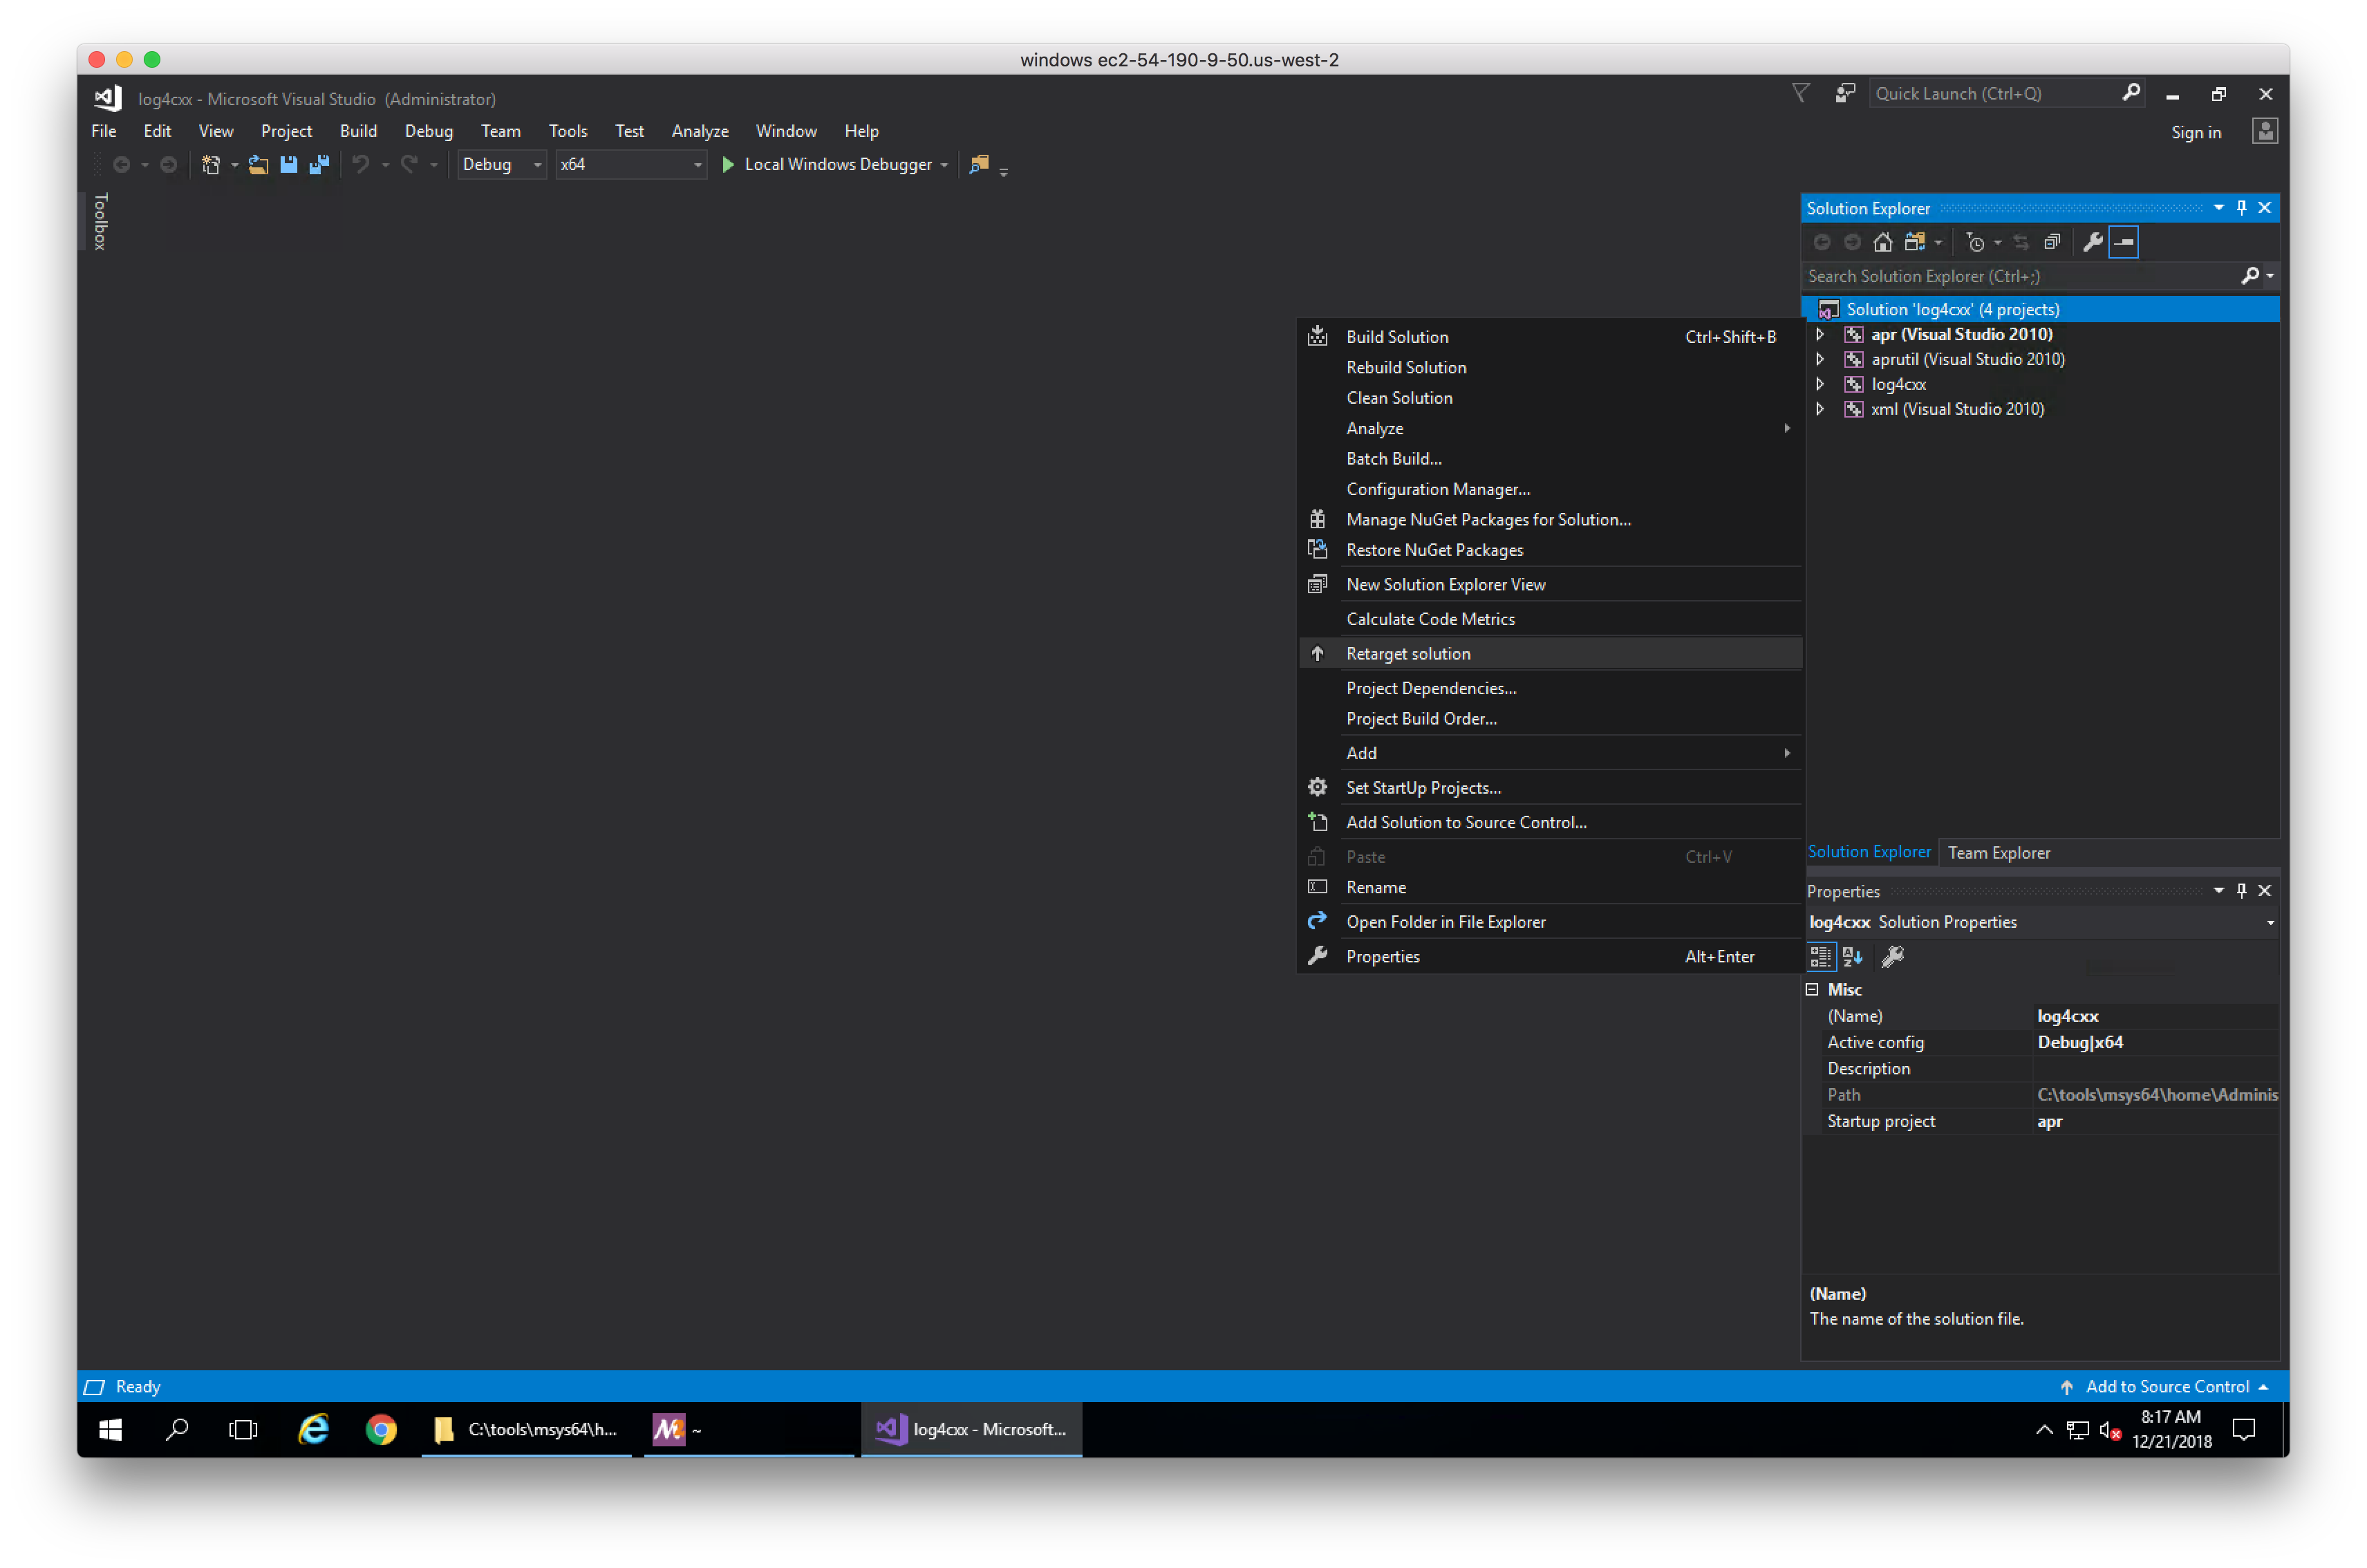 windows ec2-54-190-9-50.us-west-2
log4cxx - Microsoft Visual Studio (Administrator)
Quick Launch (Ctrl+Q)
File Edit View Project Build Debug Team Tools Test Analyze Window Help
Sign in
Debug x64 Local Windows Debugger
Toolbox
Solution Explorer
Search Solution Explorer (Ctrl+;)
Solution 'log4cxx' (4 projects)
apr (Visual Studio 2010)
aprutil (Visual Studio 2010)
log4cxx
xml (Visual Studio 2010)
Build Solution Ctrl+Shift+B
Rebuild Solution
Clean Solution
Analyze
Batch Build...
Configuration Manager...
Manage NuGet Packages for Solution...
Restore NuGet Packages
New Solution Explorer View
Calculate Code Metrics
Retarget solution
Project Dependencies...
Project Build Order...
Add
Set StartUp Projects...
Add Solution to Source Control...
Paste Ctrl+V
Rename
Open Folder in File Explorer
Properties Alt+Enter
Solution Explorer Team Explorer
Properties
log4cxx Solution Properties
Misc
(Name) log4cxx
Active config Debug|x64
Description
Path C:\tools\msys64\home\Adminis
Startup project apr
(Name)
The name of the solution file.
Ready
Add to Source Control
C:\tools\msys64\h...
~
log4cxx - Microsoft...
8:17 AM
12/21/2018